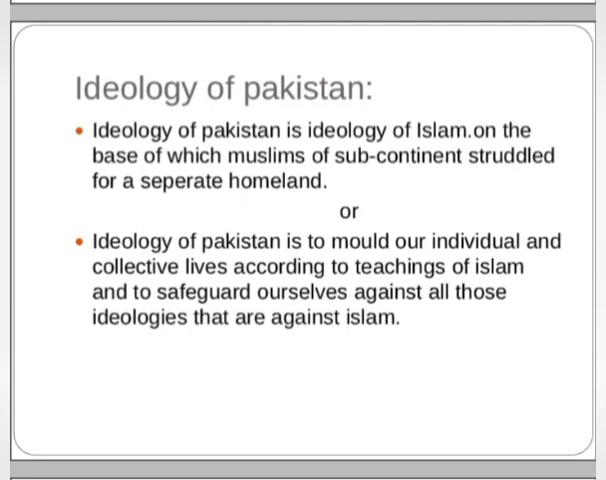 Ideology of pakistan:
• Ideology of pakistan is ideology of Islam.on the
base of which muslims of sub-continent struddled
for a seperate homeland.
or
• Ideology of pakistan is to mould our individual and
collective lives according to teachings of islam
and to safeguard ourselves against all those
ideologies that are against islam.